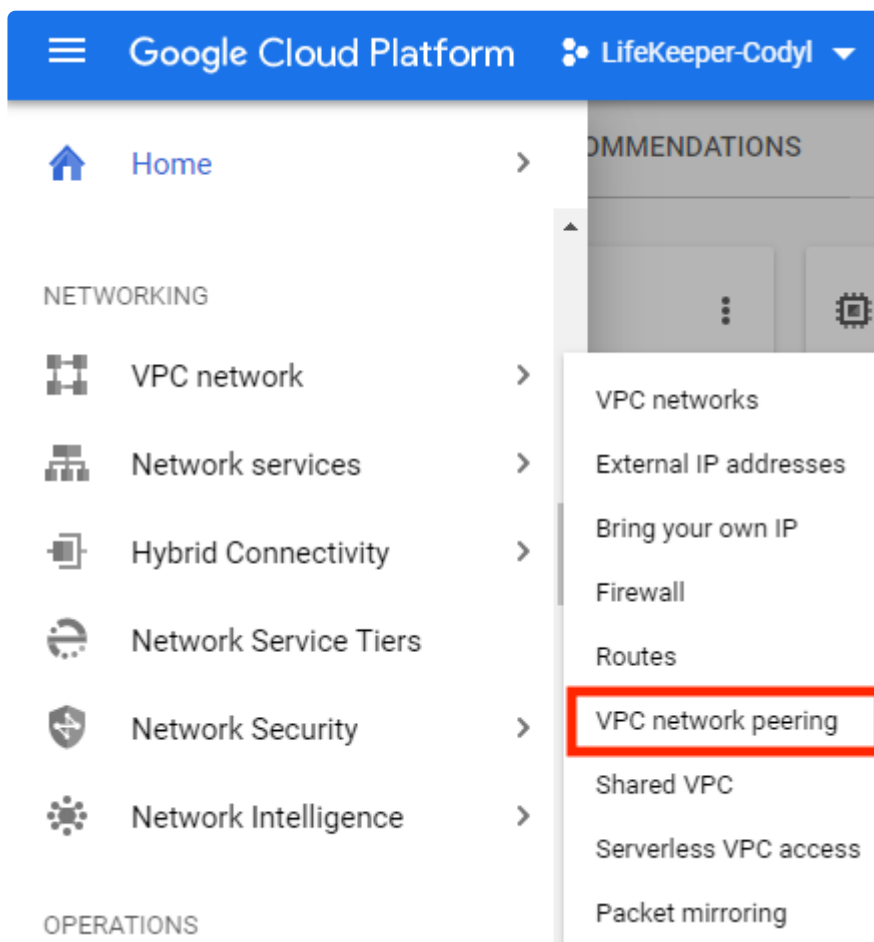 Google Cloud Platform LifeKeeper-Codyl
Home
OMMENDATIONS
NETWORKING
VPC network
Network services
Hybrid Connectivity
Network Service Tiers
Network Security
Network Intelligence
OPERATIONS
VPC networks
External IP addresses
Bring your own IP
Firewall
Routes
VPC network peering
Shared VPC
Serverless VPC access
Packet mirroring